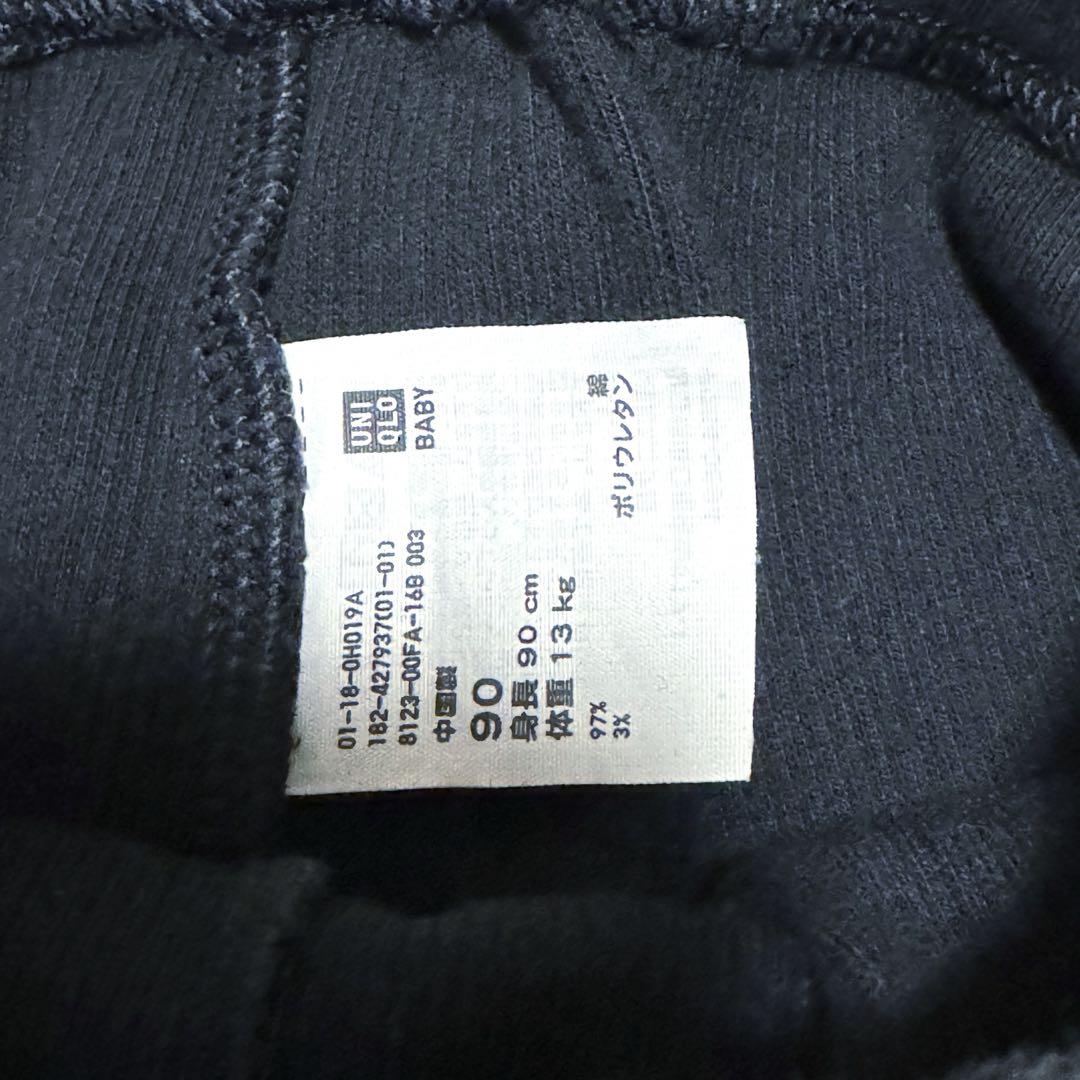 UNI
QLO
BABY
01-18-0H019A
182-427937(01-01)
8123-00FA-16B 003
中国製
90
身長 90 cm
体重 13 kg
綿 97%
ポリウレタン 3%